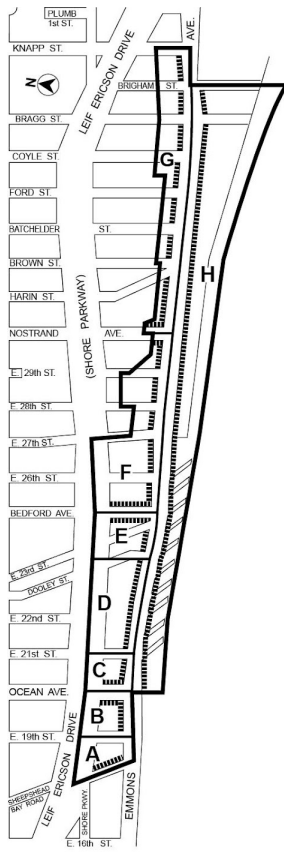 PLUMB
1st ST.
KNAPP ST.
AVE.
N
LEIF ERICSON DRIVE
BRIGHAM ST.
BRAGG ST.
COYLE ST.
G
FORD ST.
BATCHELDER ST.
BROWN ST.
H
HARIN ST.
(SHORE PARKWAY)
NOSTRAND AVE.
E. 29th ST.
E. 28th ST.
E. 27th ST.
F
E. 26th ST.
BEDFORD AVE.
E
E. 23rd ST.
DOOLEY ST.
D
E. 22nd ST.
E. 21st ST.
C
OCEAN AVE.
B
E. 19th ST.
A
SHEEPSHEAD
BAY ROAD
LEIF ERICSON DRIVE
SHORE PKWY.
EMMONS
E. 16th ST.